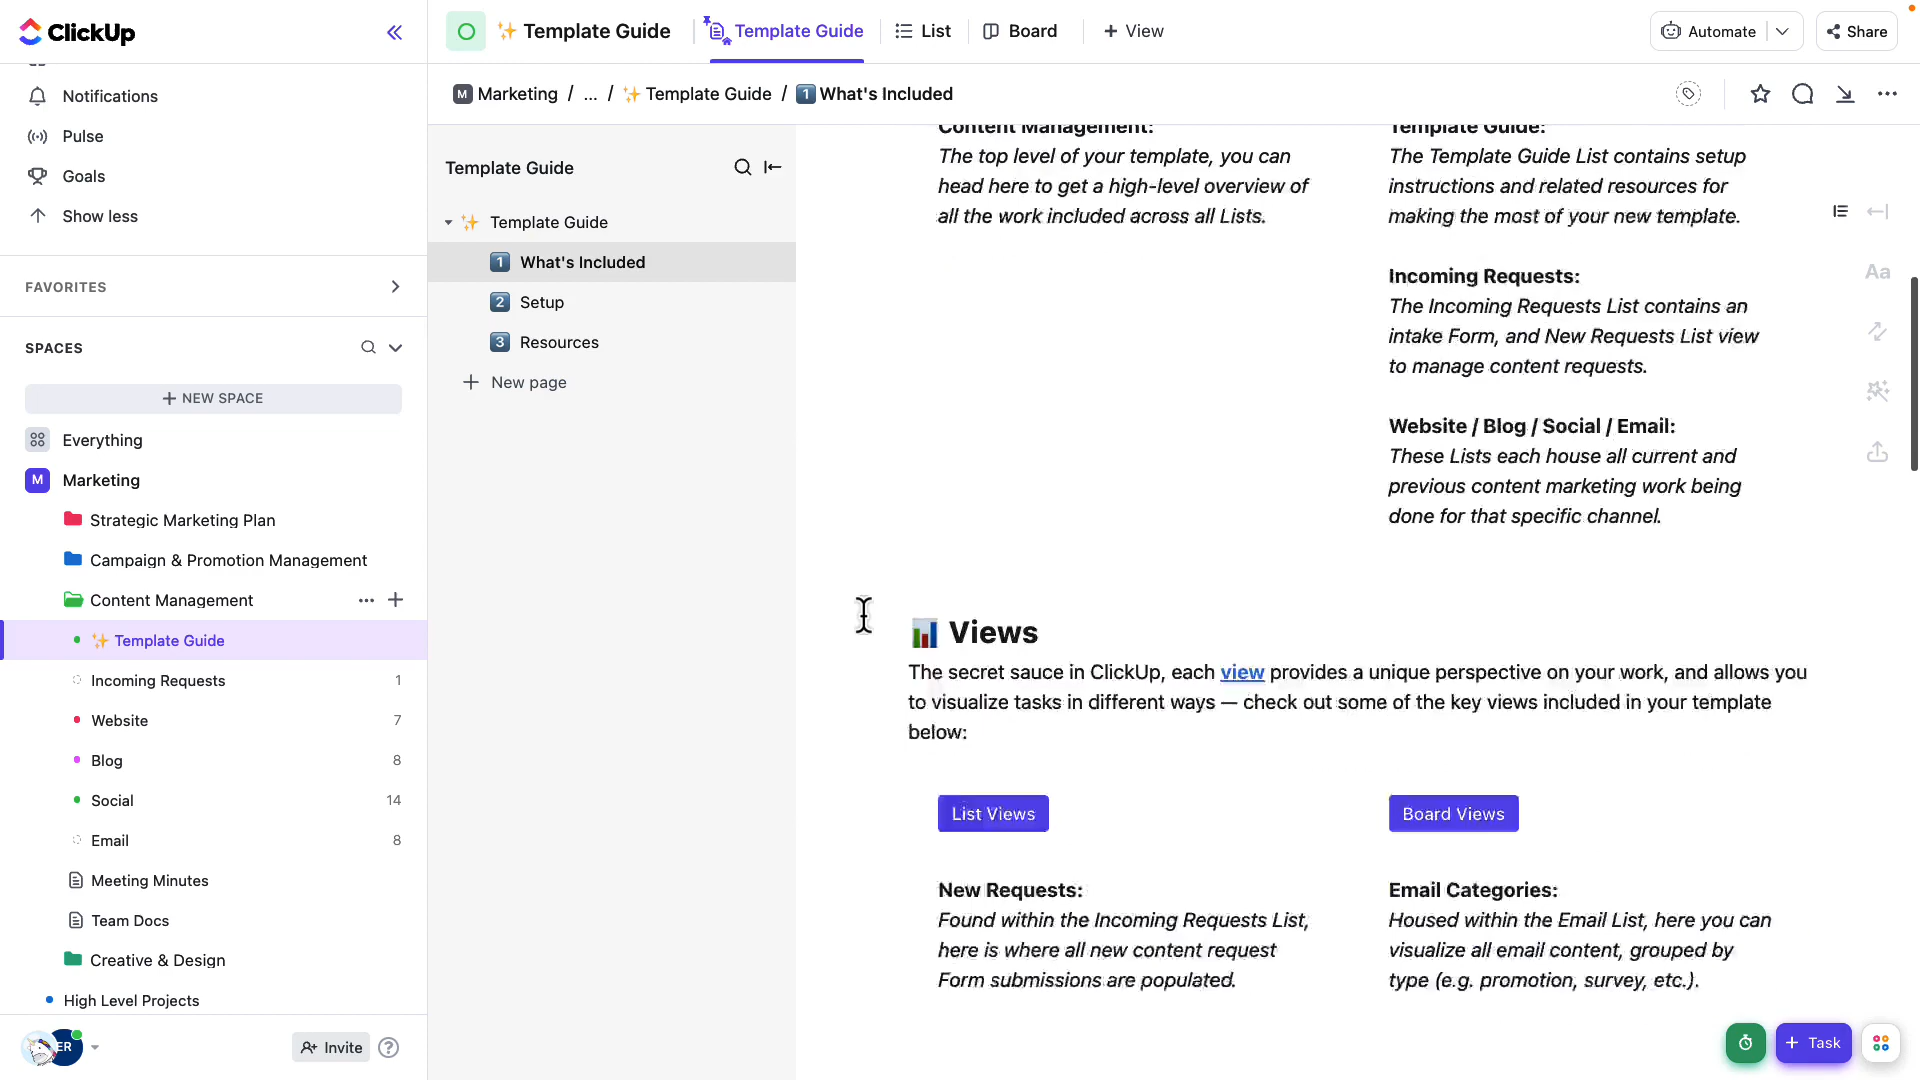 ClickUp
Notifications
Pulse
Goals
Show less
FAVORITES
SPACES
+ NEW SPACE
Everything
M Marketing
Strategic Marketing Plan
Campaign & Promotion Management
Content Management
Template Guide
Incoming Requests 1
Website 7
Blog 8
Social 14
Email 8
Meeting Minutes
Team Docs
Creative & Design
High Level Projects
ER
Invite
Template Guide
Template Guide
List
Board
+ View
Automate
Share
M Marketing / ... / Template Guide / 1 What's Included
Template Guide
Template Guide
1 What's Included
2 Setup
3 Resources
+ New page
Content Management:
The top level of your template, you can
head here to get a high-level overview of
all the work included across all Lists.
Template Guide:
The Template Guide List contains setup
instructions and related resources for
making the most of your new template.
Incoming Requests:
The Incoming Requests List contains an
intake Form, and New Requests List view
to manage content requests.
Website / Blog / Social / Email:
These Lists each house all current and
previous content marketing work being
done for that specific channel.
Aa
Views
The secret sauce in ClickUp, each view provides a unique perspective on your work, and allows you
to visualize tasks in different ways — check out some of the key views included in your template
below:
List Views
New Requests:
Found within the Incoming Requests List,
here is where all new content request
Form submissions are populated.
Board Views
Email Categories:
Housed within the Email List, here you can
visualize all email content, grouped by
type (e.g. promotion, survey, etc.).
+ Task